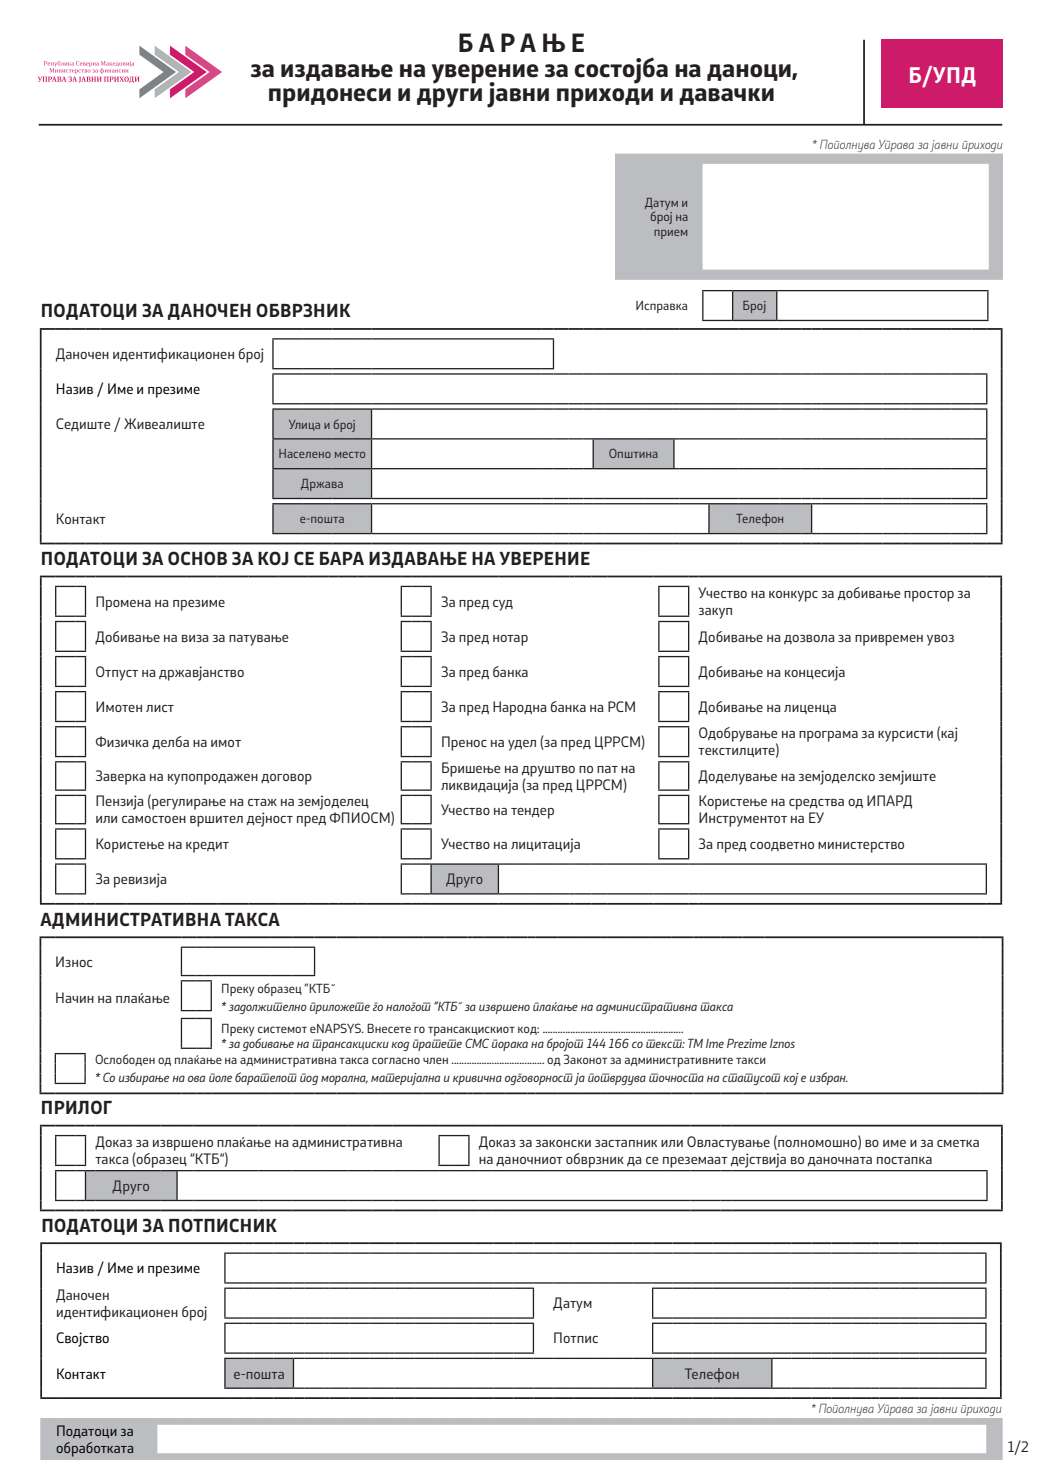 Република Северна Македонија
Министерство за финансии
УПРАВА ЗА ЈАВНИ ПРИХОДИ
БАРАЊЕ
за издавање на уверение за состојба на даноци,
придонеси и други јавни приходи и давачки
Б/УПД
* Пополнува Управа за јавни приходи
Датум и
број на
прием
ПОДАТОЦИ ЗА ДАНОЧЕН ОБВРЗНИК
Исправка
Број
Даночен идентификационен број
Назив / Име и презиме
Седиште / Живеалиште
Улица и број
Населено место
Општина
Држава
Контакт
е-пошта
Телефон
ПОДАТОЦИ ЗА ОСНОВ ЗА КОЈ СЕ БАРА ИЗДАВАЊЕ НА УВЕРЕНИЕ
Промена на презиме
За пред суд
Учество на конкурс за добивање простор за
закуп
Добивање на виза за патување
За пред нотар
Добивање на дозвола за привремен увоз
Отпуст на државјанство
За пред банка
Добивање на концесија
Имотен лист
За пред Народна банка на РСМ
Добивање на лиценца
Физичка делба на имот
Пренос на удел (за пред ЦРРСМ)
Одобрување на програма за курсисти (кај
текстилците)
Заверка на купопродажен договор
Бришење на друштво по пат на
ликвидација (за пред ЦРРСМ)
Доделување на земјоделско земјиште
Пензија (регулирање на стаж на земјоделец
или самостоен вршител дејност пред ФПИОСМ)
Учество на тендер
Користење на средства од ИПАРД
Инструментот на ЕУ
Користење на кредит
Учество на лицитација
За пред соодветно министерство
За ревизија
Друго
АДМИНИСТРАТИВНА ТАКСА
Износ
Начин на плаќање
Преку образец “КТБ”
* задолжително приложете го налогот “КТБ” за извршено плаќање на административна такса
Преку системот eNAPSYS. Внесете го трансакцискиот код: ........................................................
* за добивање на трансакциски код пратете СМС порака на бројот 144 166 со текст: TM Ime Prezime Iznos
Ослободен од плаќање на административна такса согласно член ..................................... од Законот за административните такси
* Со избирање на ова поле барателот под морална, материјална и кривична одговорност ја потврдува точноста на статусот кој е избран.
ПРИЛОГ
Доказ за извршено плаќање на административна
такса (образец “КТБ“)
Доказ за законски застапник или Овластување (полномошно) во име и за сметка
на даночниот обврзник да се преземаат дејствија во даночната постапка
Друго
ПОДАТОЦИ ЗА ПОТПИСНИК
Назив / Име и презиме
Даночен
идентификационен број
Датум
Својство
Потпис
Контакт
е-пошта
Телефон
* Пополнува Управа за јавни приходи
Податоци за
обработката
1/2